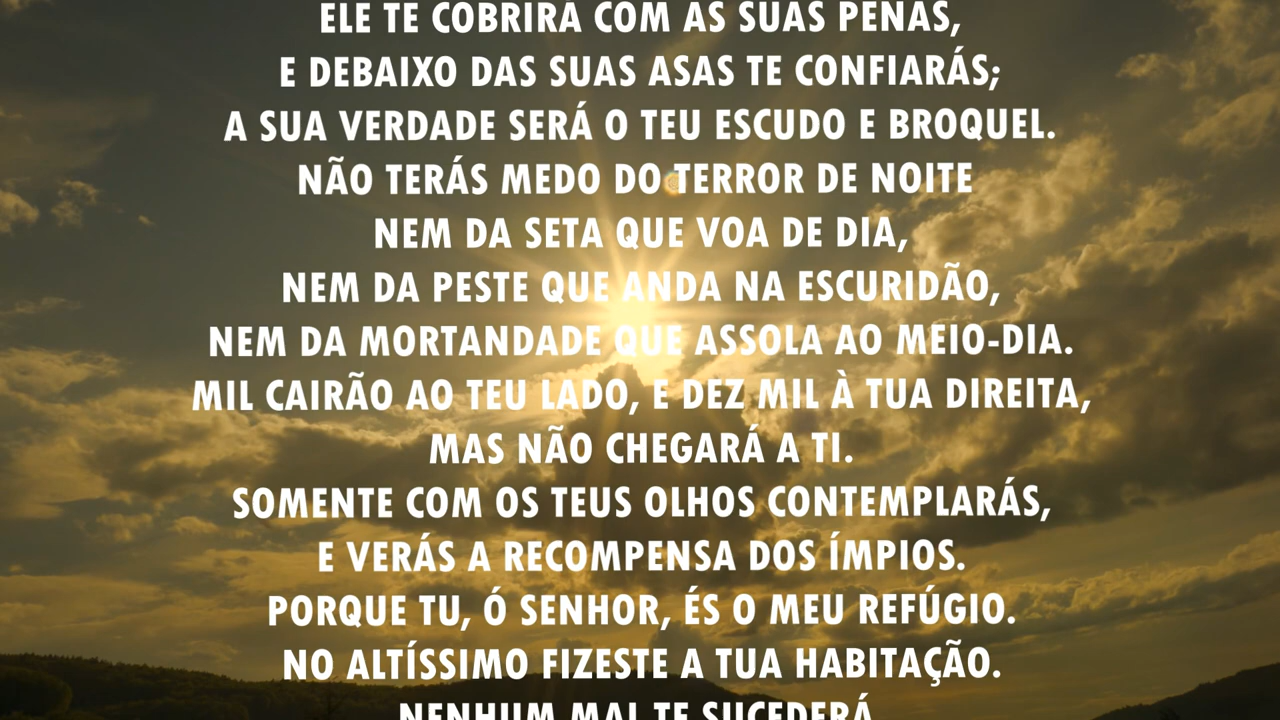 ELE TE COBRIRÁ COM AS SUAS PENAS,
E DEBAIXO DAS SUAS ASAS TE CONFIARÁS;
A SUA VERDADE SERÁ O TEU ESCUDO E BROQUEL.
NÃO TERÁS MEDO DO TERROR DE NOITE
NEM DA SETA QUE VOA DE DIA,
NEM DA PESTE QUE ANDA NA ESCURIDÃO,
NEM DA MORTANDADE QUE ASSOLA AO MEIO-DIA.
MIL CAIRÃO AO TEU LADO, E DEZ MIL À TUA DIREITA,
MAS NÃO CHEGARÁ A TI.
SOMENTE COM OS TEUS OLHOS CONTEMPLARÁS,
E VERÁS A RECOMPENSA DOS ÍMPIOS.
PORQUE TU, Ó SENHOR, ÉS O MEU REFÚGIO.
NO ALTÍSSIMO FIZESTE A TUA HABITAÇÃO.
NENHUM MAL TE SUCEDERÁ